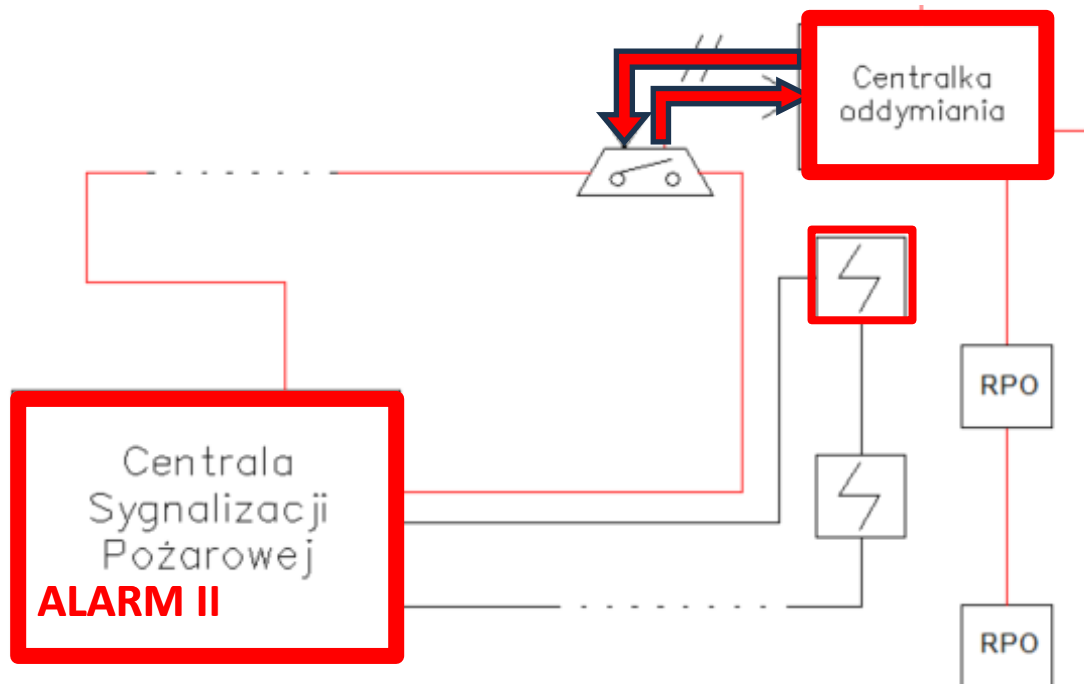 Centralka
oddymiania
RPO
Centrala
Sygnalizacji
Pożarowej
ALARM II
RPO